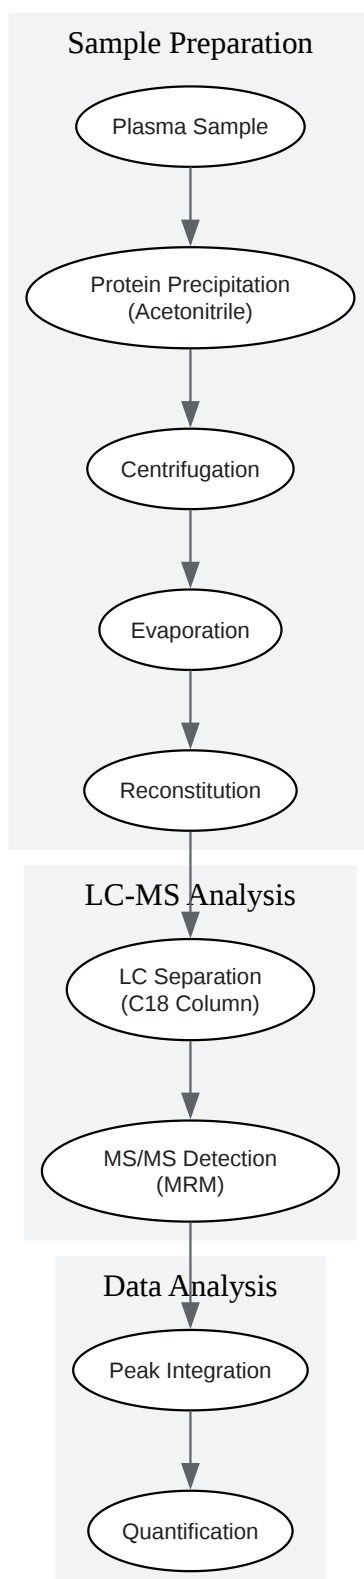 Sample Preparation
Plasma Sample
Protein Precipitation
(Acetonitrile)
Centrifugation
Evaporation
Reconstitution
LC-MS Analysis
LC Separation
(C18 Column)
MS/MS Detection
(MRM)
Data Analysis
Peak Integration
Quantification